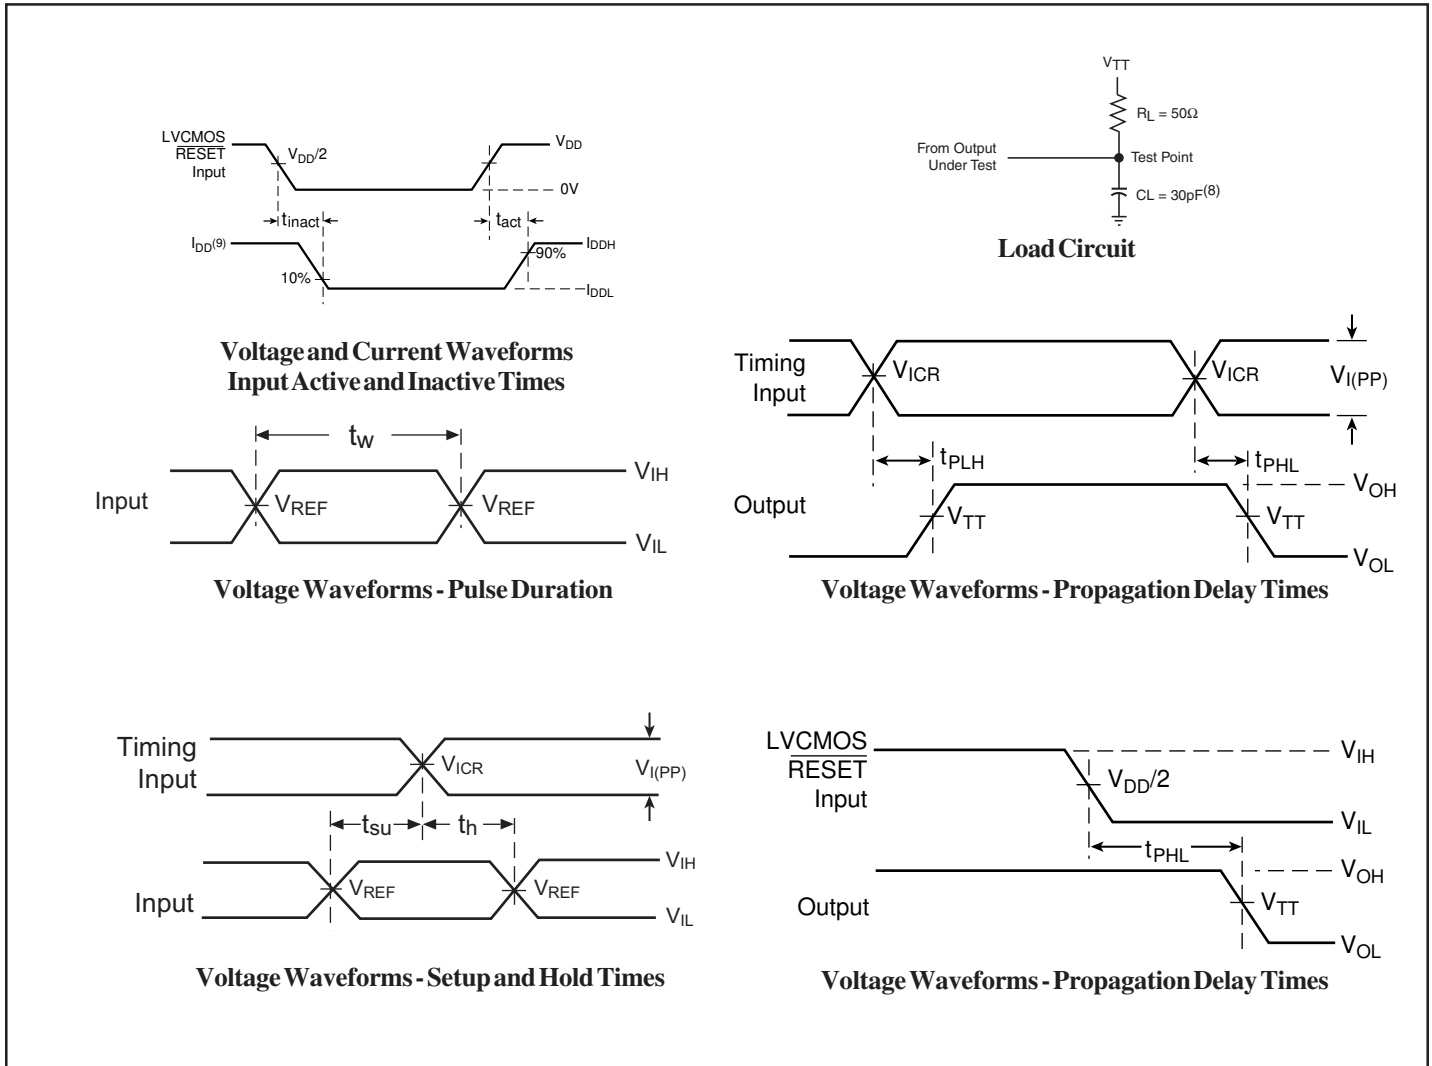 LVCMOS
RESET
Input
VDD/2
VDD
0V
tinact
tact
IDD(9)
IDDH
90%
10%
IDDL
Voltage and Current Waveforms
Input Active and Inactive Times
VTT
RL = 50Ω
From Output
Under Test
Test Point
CL = 30pF(8)
Load Circuit
tw
Input
VREF
VREF
VIH
VIL
Voltage Waveforms - Pulse Duration
Timing
Input
VICR
VICR
VI(PP)
tPLH
tPHL
Output
VTT
VTT
VOH
VOL
Voltage Waveforms - Propagation Delay Times
Timing
Input
VICR
VI(PP)
tsu
th
Input
VREF
VREF
VIH
VIL
Voltage Waveforms - Setup and Hold Times
LVCMOS
RESET
Input
VDD/2
VIH
VIL
tPHL
Output
VTT
VOH
VOL
Voltage Waveforms - Propagation Delay Times